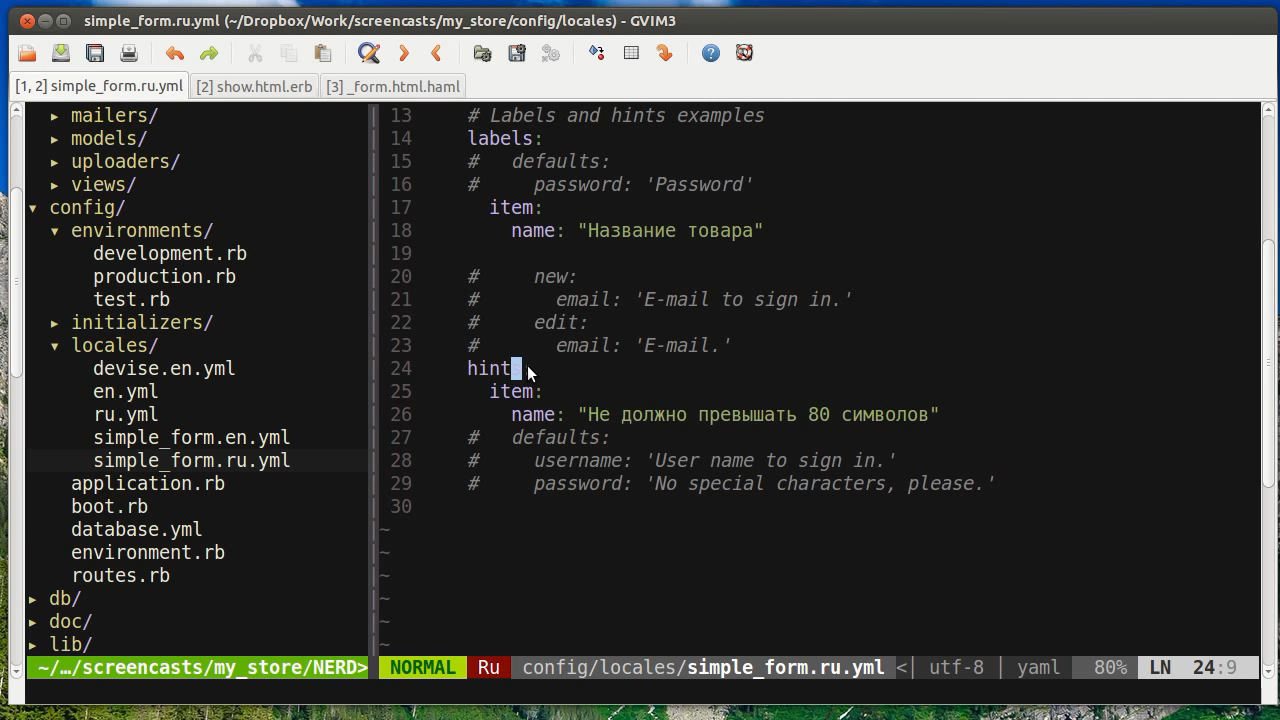 simple_form.ru.yml (~/Dropbox/Work/screencasts/my_store/config/locales) - GVIM3
[1, 2] simple_form.ru.yml [2] show.html.erb [3] _form.html.haml
▸ mailers/
▸ models/
▸ uploaders/
▸ views/
▾ config/
▾ environments/
development.rb
production.rb
test.rb
▸ initializers/
▾ locales/
devise.en.yml
en.yml
ru.yml
simple_form.en.yml
simple_form.ru.yml
application.rb
boot.rb
database.yml
environment.rb
routes.rb
▸ db/
▸ doc/
▸ lib/
~/…/screencasts/my_store/NERD>
13 # Labels and hints examples
14 labels:
15 # defaults:
16 # password: 'Password'
17 item:
18 name: "Название товара"
19
20 # new:
21 # email: 'E-mail to sign in.'
22 # edit:
23 # email: 'E-mail.'
24 hint
25 item:
26 name: "Не должно превышать 80 символов"
27 # defaults:
28 # username: 'User name to sign in.'
29 # password: 'No special characters, please.'
30
~
~
~
~
~
~
NORMAL Ru config/locales/simple_form.ru.yml <| utf-8 | yaml 80% LN 24:9